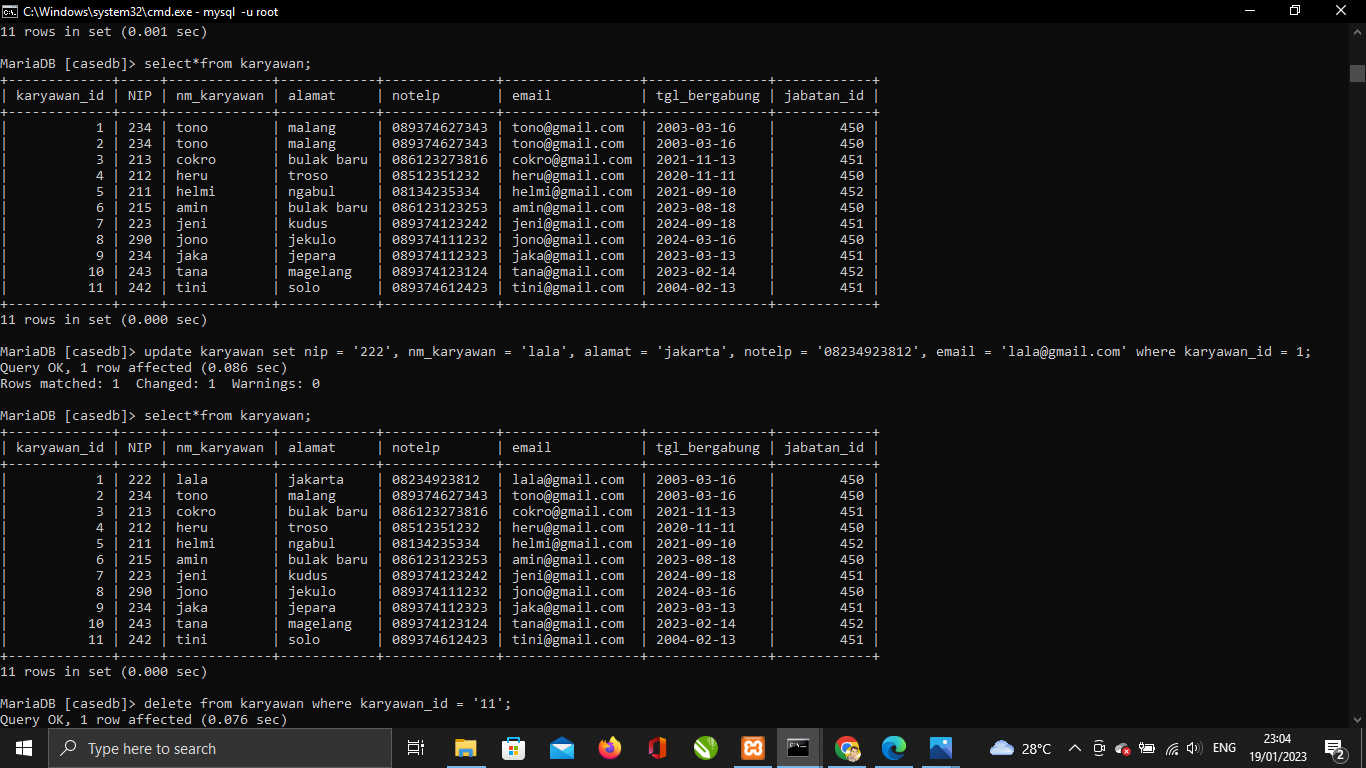 C:\Windows\system32\cmd.exe - mysql  -u root
11 rows in set (0.001 sec)
MariaDB [casedb]> select*from karyawan;
+-------------+-----+-------------+------------+--------------+-----------------+---------------+------------+
| karyawan_id | NIP | nm_karyawan | alamat     | notelp       | email           | tgl_bergabung | jabatan_id |
+-------------+-----+-------------+------------+--------------+-----------------+---------------+------------+
|           1 | 234 | tono        | malang     | 089374627343 | tono@gmail.com  | 2003-03-16    |        450 |
|           2 | 234 | tono        | malang     | 089374627343 | tono@gmail.com  | 2003-03-16    |        450 |
|           3 | 213 | cokro       | bulak baru | 086123273816 | cokro@gmail.com | 2021-11-13    |        451 |
|           4 | 212 | heru        | troso      | 08512351232  | heru@gmail.com  | 2020-11-11    |        450 |
|           5 | 211 | helmi       | ngabul     | 08134235334  | helmi@gmail.com | 2021-09-10    |        452 |
|           6 | 215 | amin        | bulak baru | 086123123253 | amin@gmail.com  | 2023-08-18    |        450 |
|           7 | 223 | jeni        | kudus      | 089374123242 | jeni@gmail.com  | 2024-09-18    |        451 |
|           8 | 290 | jono        | jekulo     | 089374111232 | jono@gmail.com  | 2024-03-16    |        450 |
|           9 | 234 | jaka        | jepara     | 089374112323 | jaka@gmail.com  | 2023-03-13    |        451 |
|          10 | 243 | tana        | magelang   | 089374123124 | tana@gmail.com  | 2023-02-14    |        452 |
|          11 | 242 | tini        | solo       | 089374612423 | tini@gmail.com  | 2004-02-13    |        451 |
+-------------+-----+-------------+------------+--------------+-----------------+---------------+------------+
11 rows in set (0.000 sec)
MariaDB [casedb]> update karyawan set nip = '222', nm_karyawan = 'lala', alamat = 'jakarta', notelp = '08234923812', email = 'lala@gmail.com' where karyawan_id = 1;
Query OK, 1 row affected (0.086 sec)
Rows matched: 1  Changed: 1  Warnings: 0
MariaDB [casedb]> select*from karyawan;
+-------------+-----+-------------+------------+--------------+-----------------+---------------+------------+
| karyawan_id | NIP | nm_karyawan | alamat     | notelp       | email           | tgl_bergabung | jabatan_id |
+-------------+-----+-------------+------------+--------------+-----------------+---------------+------------+
|           1 | 222 | lala        | jakarta    | 08234923812  | lala@gmail.com  | 2003-03-16    |        450 |
|           2 | 234 | tono        | malang     | 089374627343 | tono@gmail.com  | 2003-03-16    |        450 |
|           3 | 213 | cokro       | bulak baru | 086123273816 | cokro@gmail.com | 2021-11-13    |        451 |
|           4 | 212 | heru        | troso      | 08512351232  | heru@gmail.com  | 2020-11-11    |        450 |
|           5 | 211 | helmi       | ngabul     | 08134235334  | helmi@gmail.com | 2021-09-10    |        452 |
|           6 | 215 | amin        | bulak baru | 086123123253 | amin@gmail.com  | 2023-08-18    |        450 |
|           7 | 223 | jeni        | kudus      | 089374123242 | jeni@gmail.com  | 2024-09-18    |        451 |
|           8 | 290 | jono        | jekulo     | 089374111232 | jono@gmail.com  | 2024-03-16    |        450 |
|           9 | 234 | jaka        | jepara     | 089374112323 | jaka@gmail.com  | 2023-03-13    |        451 |
|          10 | 243 | tana        | magelang   | 089374123124 | tana@gmail.com  | 2023-02-14    |        452 |
|          11 | 242 | tini        | solo       | 089374612423 | tini@gmail.com  | 2004-02-13    |        451 |
+-------------+-----+-------------+------------+--------------+-----------------+---------------+------------+
11 rows in set (0.000 sec)
MariaDB [casedb]> delete from karyawan where karyawan_id = '11';
Query OK, 1 row affected (0.076 sec)
Type here to search
28°C
ENG
23:04
19/01/2023
2